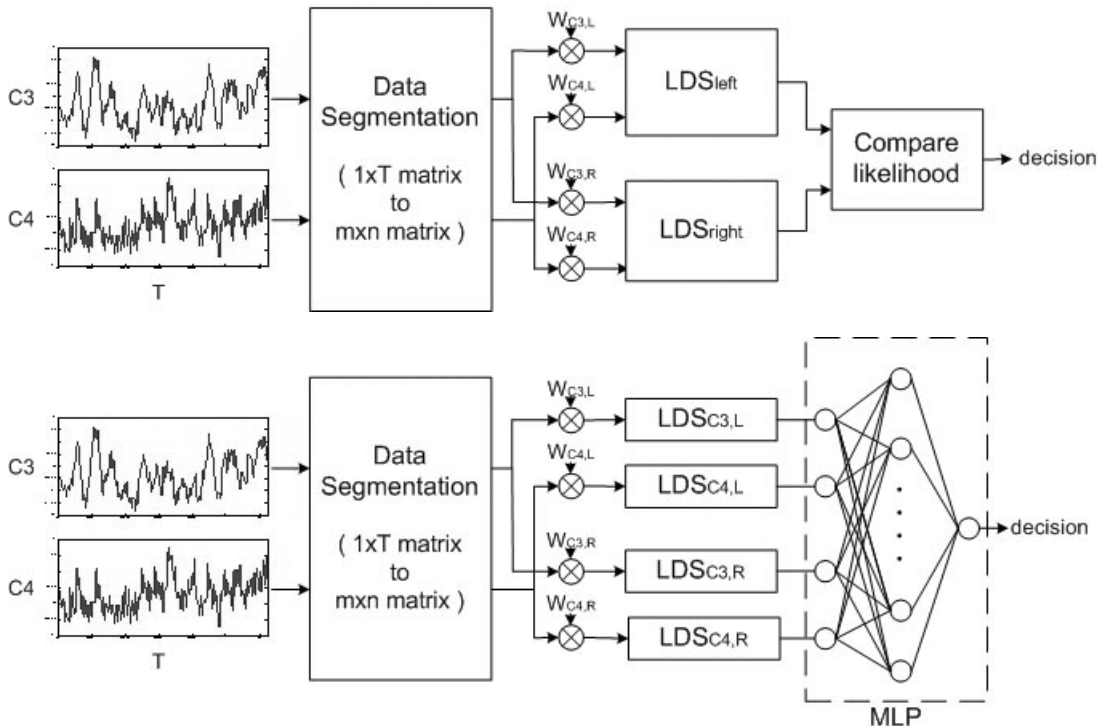 C3
C4
T
Data
Segmentation
( 1xT matrix
to
mxn matrix )
WC3,L
WC4,L
WC3,R
WC4,R
LDSleft
LDSright
Compare
likelihood
decision
C3
C4
T
Data
Segmentation
( 1xT matrix
to
mxn matrix )
WC3,L
WC4,L
WC3,R
WC4,R
LDSC3,L
LDSC4,L
LDSC3,R
LDSC4,R
decision
MLP